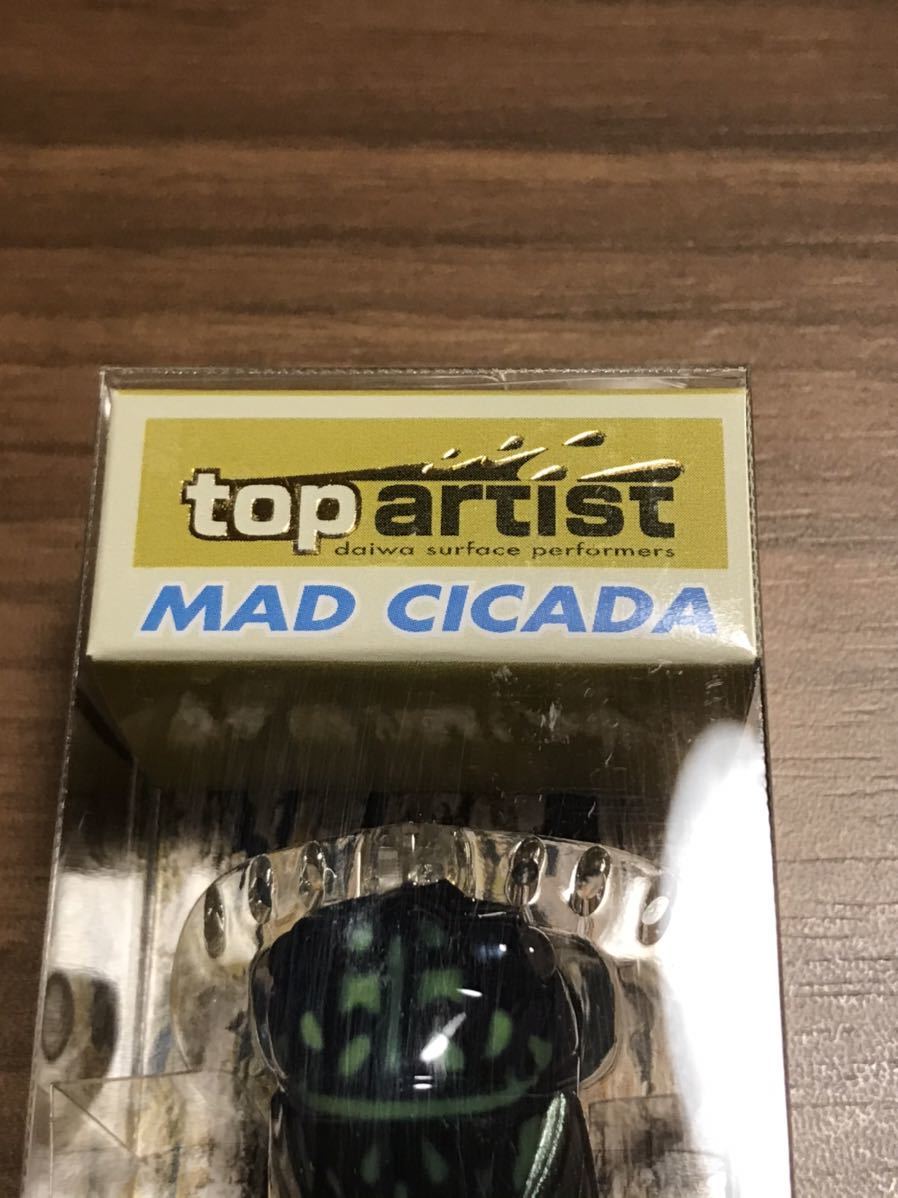 top artist
daiwa surface performers
MAD CICADA